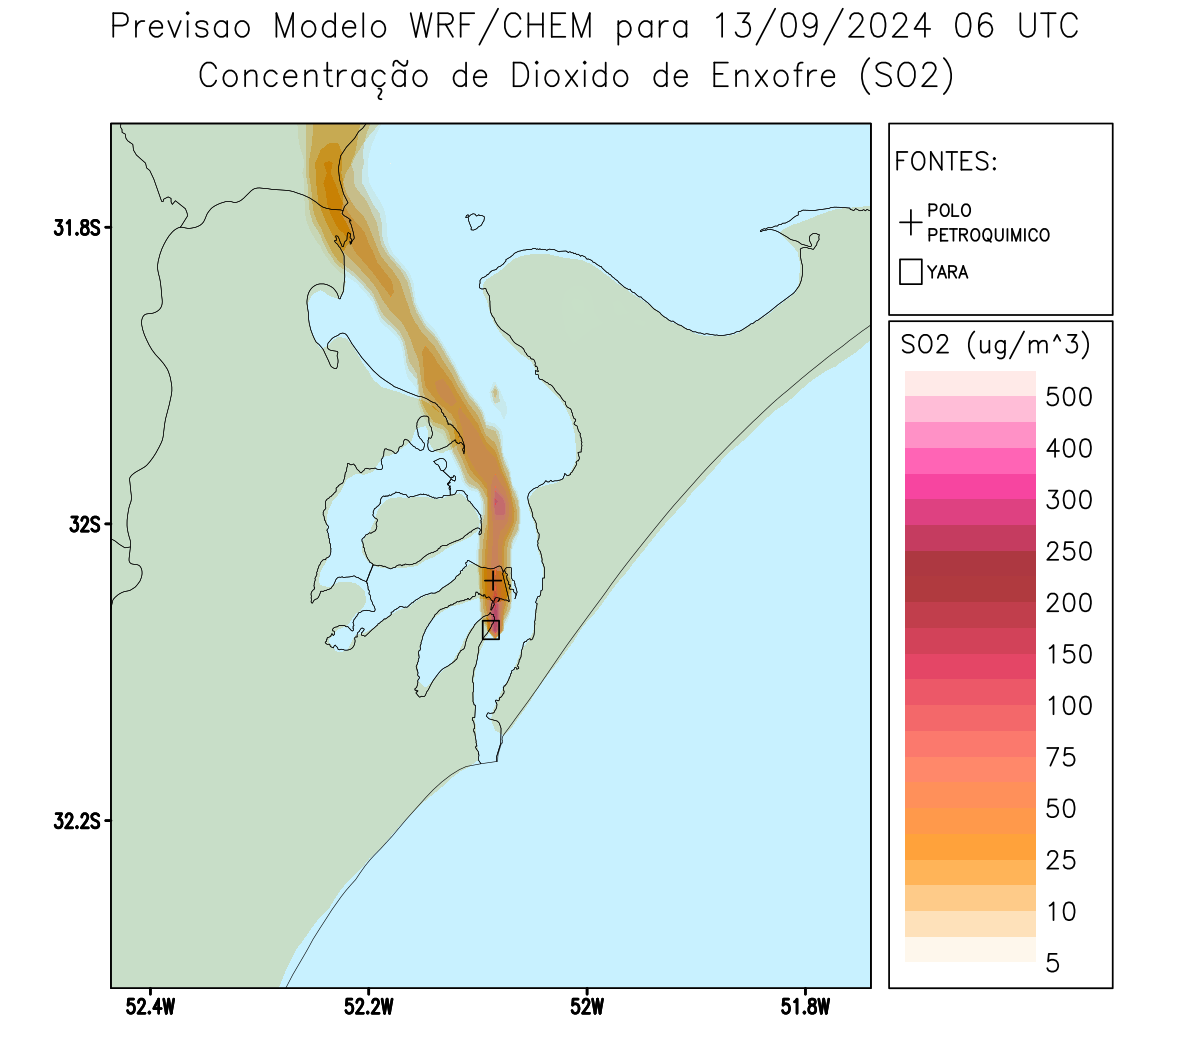 Previsao Modelo WRF/CHEM para 13/09/2024 06 UTC
Concentração de Dioxido de Enxofre (SO2)
FONTES:
POLO
PETROQUIMICO
YARA
SO2 (ug/m^3)
500
400
300
250
200
150
100
75
50
25
10
5
31.8S
32S
32.2S
52.4W
52.2W
52W
51.8W